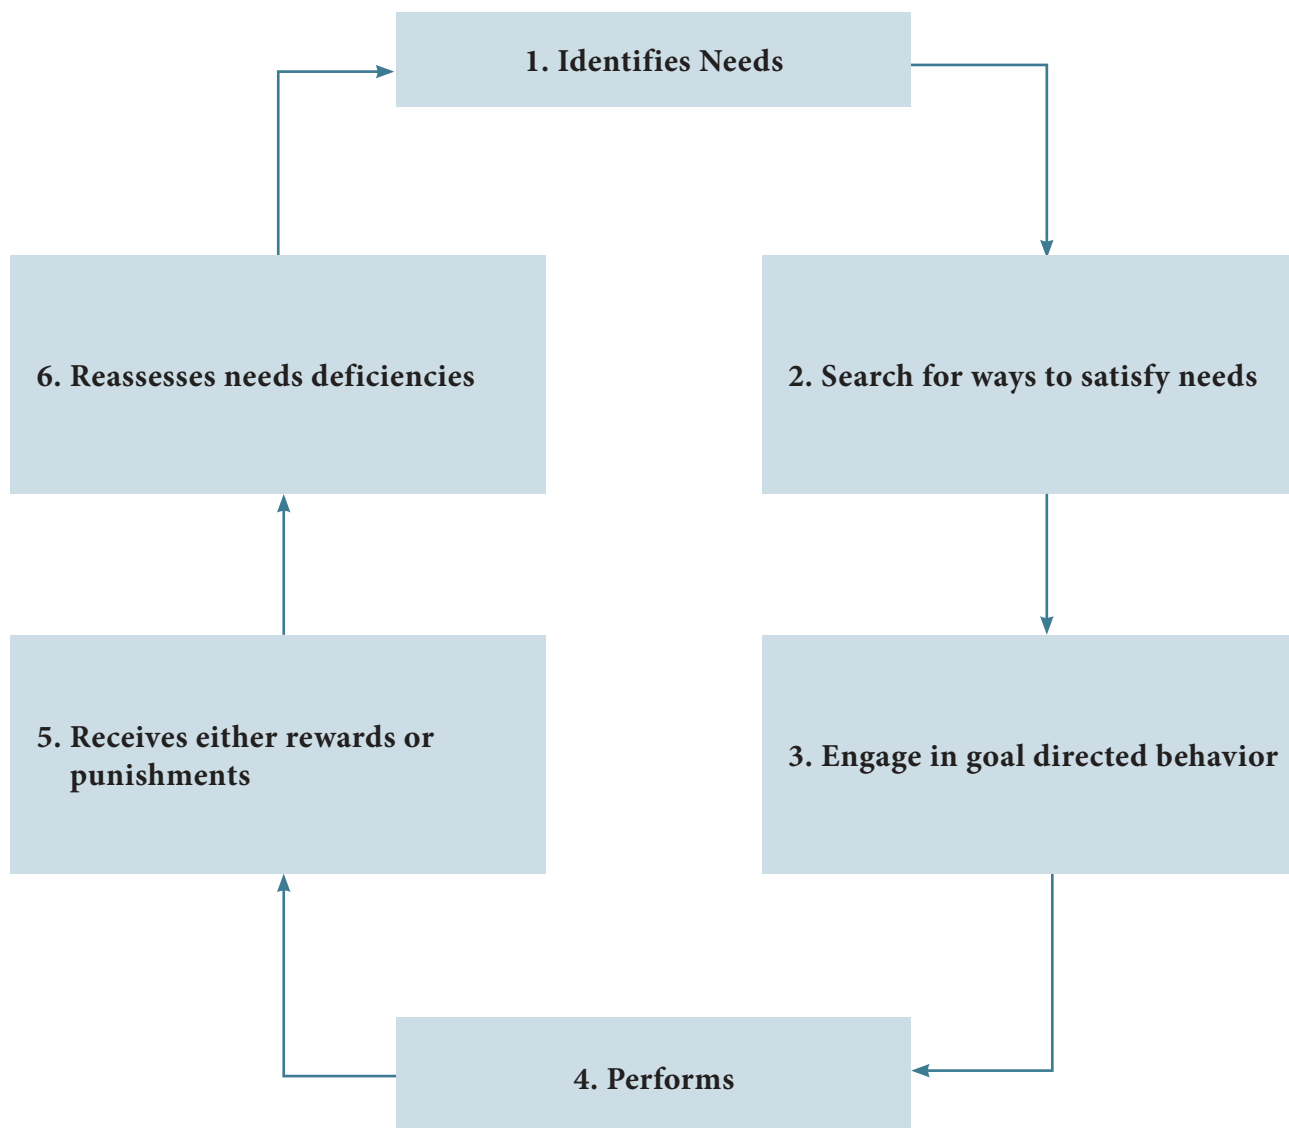 1. Identifies Needs
2. Search for ways to satisfy needs
3. Engage in goal directed behavior
4. Performs
5. Receives either rewards or
punishments
6. Reassesses needs deficiencies